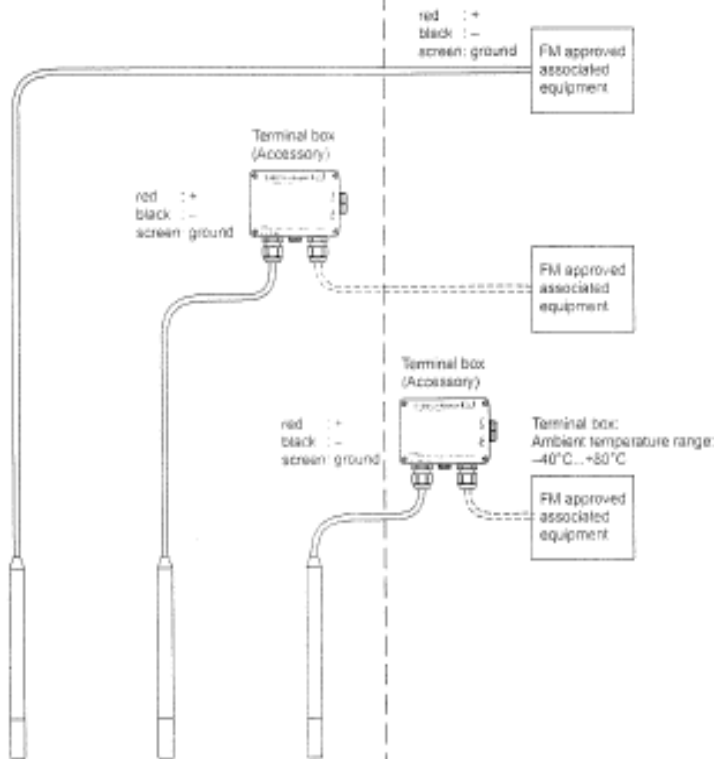 red : +
black : –
screen: ground
FM approved
associated
equipment
Terminal box
(Accessory)
red : +
black : –
screen: ground
FM approved
associated
equipment
Terminal box
(Accessory)
red : +
black : –
screen: ground
Terminal box:
Ambient temperature range:
–40°C...+80°C
FM approved
associated
equipment